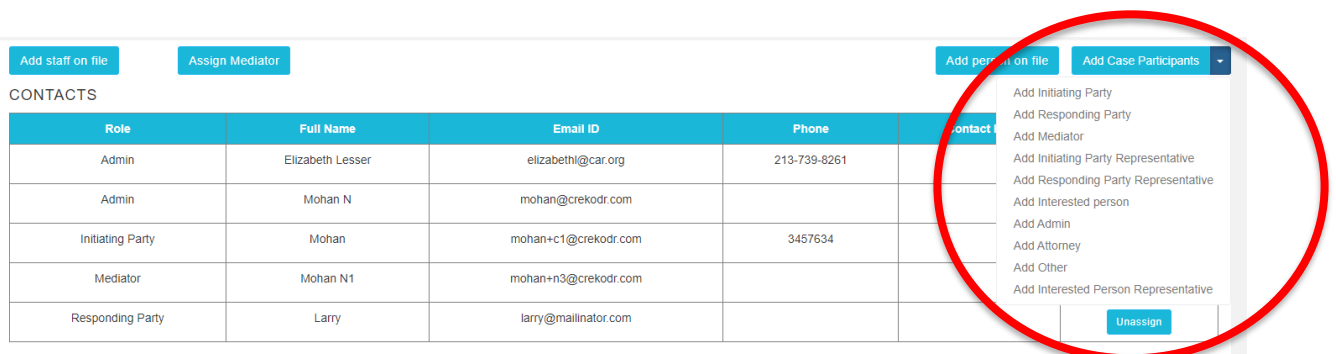 Add staff on file Assign Mediator Add person on file Add Case Participants
CONTACTS
Role Full Name Email ID Phone Contact
Admin Elizabeth Lesser elizabethl@car.org 213-739-8261
Admin Mohan N mohan@crekodr.com
Initiating Party Mohan mohan+c1@crekodr.com 3457634
Mediator Mohan N1 mohan+n3@crekodr.com
Responding Party Larry larry@mailinator.com
Add Initiating Party
Add Responding Party
Add Mediator
Add Initiating Party Representative
Add Responding Party Representative
Add Interested person
Add Admin
Add Attorney
Add Other
Add Interested Person Representative
Unassign